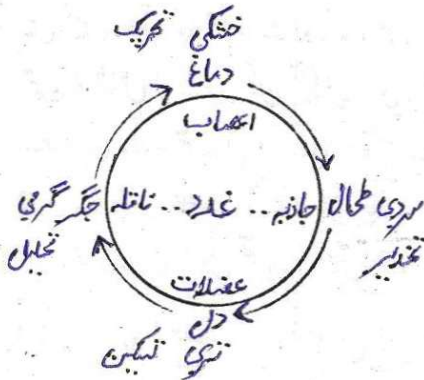 خشکی تحریک
دماغ
اعصاب
سردی طحال جاذبہ .. غدد .. ناقلہ جگر گرمی
تخدیر
تحلیل
عضلات
دل
تری تسکین